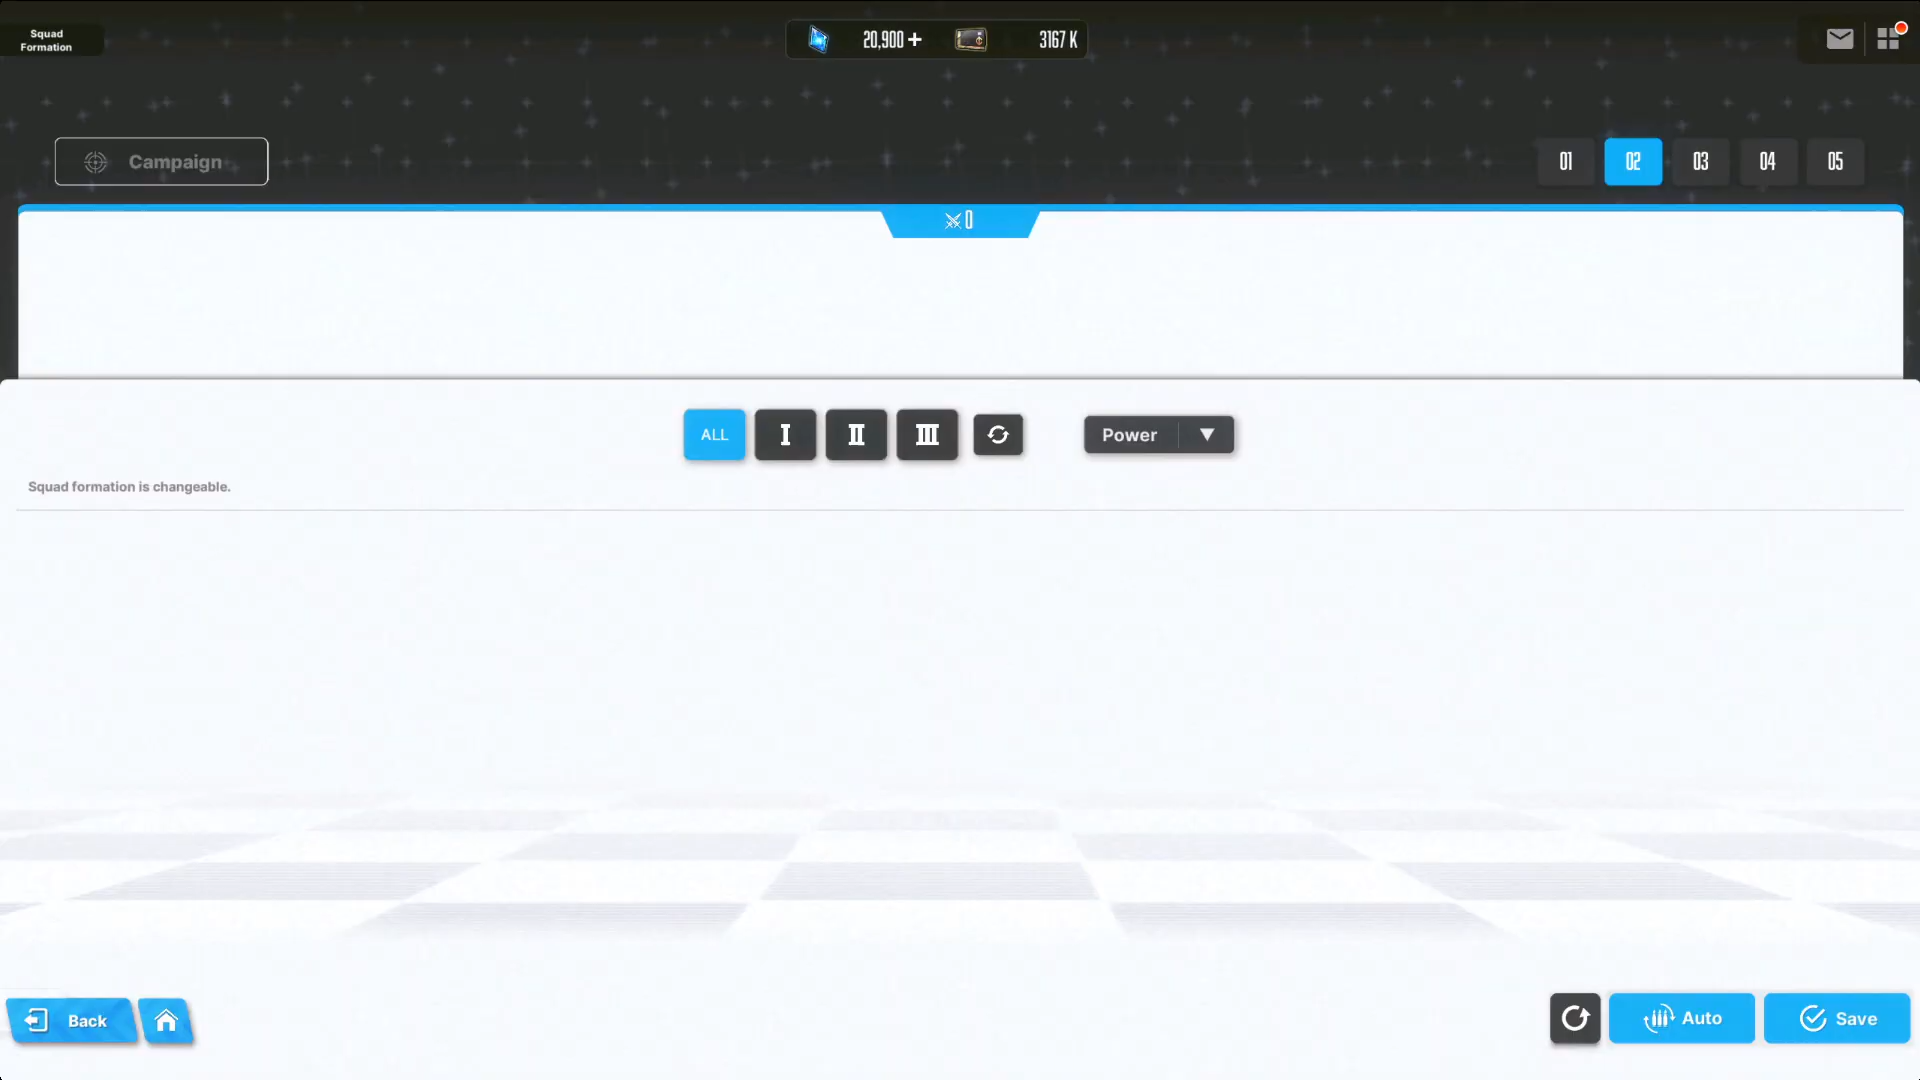 Squad
Formation
20,900 +
3167 K
Campaign
01
02
03
04
05
0
ALL
I
II
III
Power
Squad formation is changeable.
Back
Auto
Save